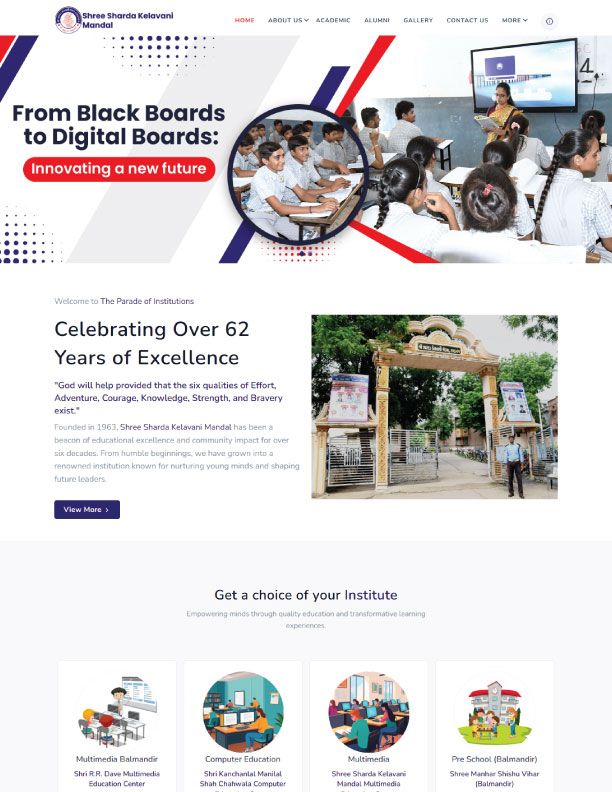 Shree Sharda Kelavani
Mandal
HOME
ABOUT US
ACADEMIC
ALUMNI
GALLERY
CONTACT US
MORE
From Black Boards
to Digital Boards:
Innovating a new future
Welcome to The Parade of Institutions
Celebrating Over 62
Years of Excellence
"God will help provided that the six qualities of Effort,
Adventure, Courage, Knowledge, Strength, and Bravery
exist."
Founded in 1963, Shree Sharda Kelavani Mandal has been a
beacon of educational excellence and community impact for over
six decades. From humble beginnings, we have grown into a
renowned institution known for nurturing young minds and shaping
future leaders.
View More
Get a choice of your Institute
Empowering minds through quality education and transformative learning
experiences.
Multimedia Balmandir
Shri R.R. Dave Multimedia
Education Center
Computer Education
Shri Kanchanlal Manilal
Shah Chahwala Computer
Multimedia
Shree Sharda Kelavani
Mandal Multimedia
Pre School (Balmandir)
Shree Manhar Shishu Vihar
(Balmandir)